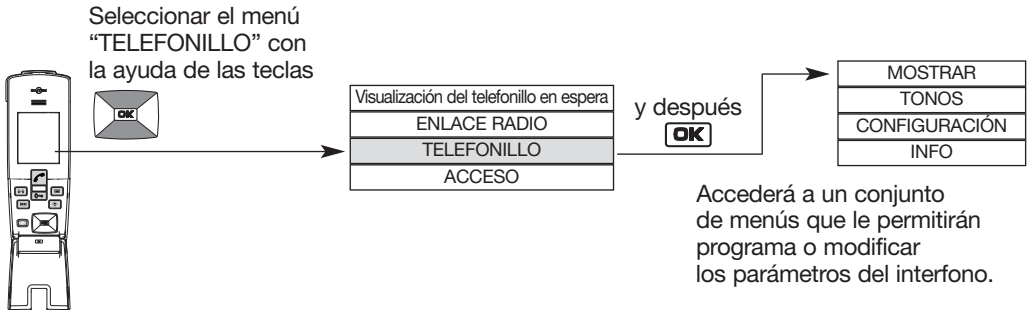 Seleccionar el menú
“TELEFONILLO” con
la ayuda de las teclas
OK
Visualización del telefonillo en espera
ENLACE RADIO
TELEFONILLO
ACCESO
y después
OK
MOSTRAR
TONOS
CONFIGURACIÓN
INFO
Accederá a un conjunto
de menús que le permitirán
programa o modificar
los parámetros del interfono.